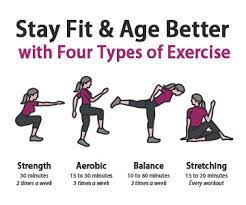 Stay Fit & Age Better
with Four Types of Exercise
Strength
30 minutes
2 times a week
Aerobic
15 to 30 minutes
3 times a week
Balance
10 to 60 minutes
2 times a week
Stretching
15 to 20 minutes
Every workout